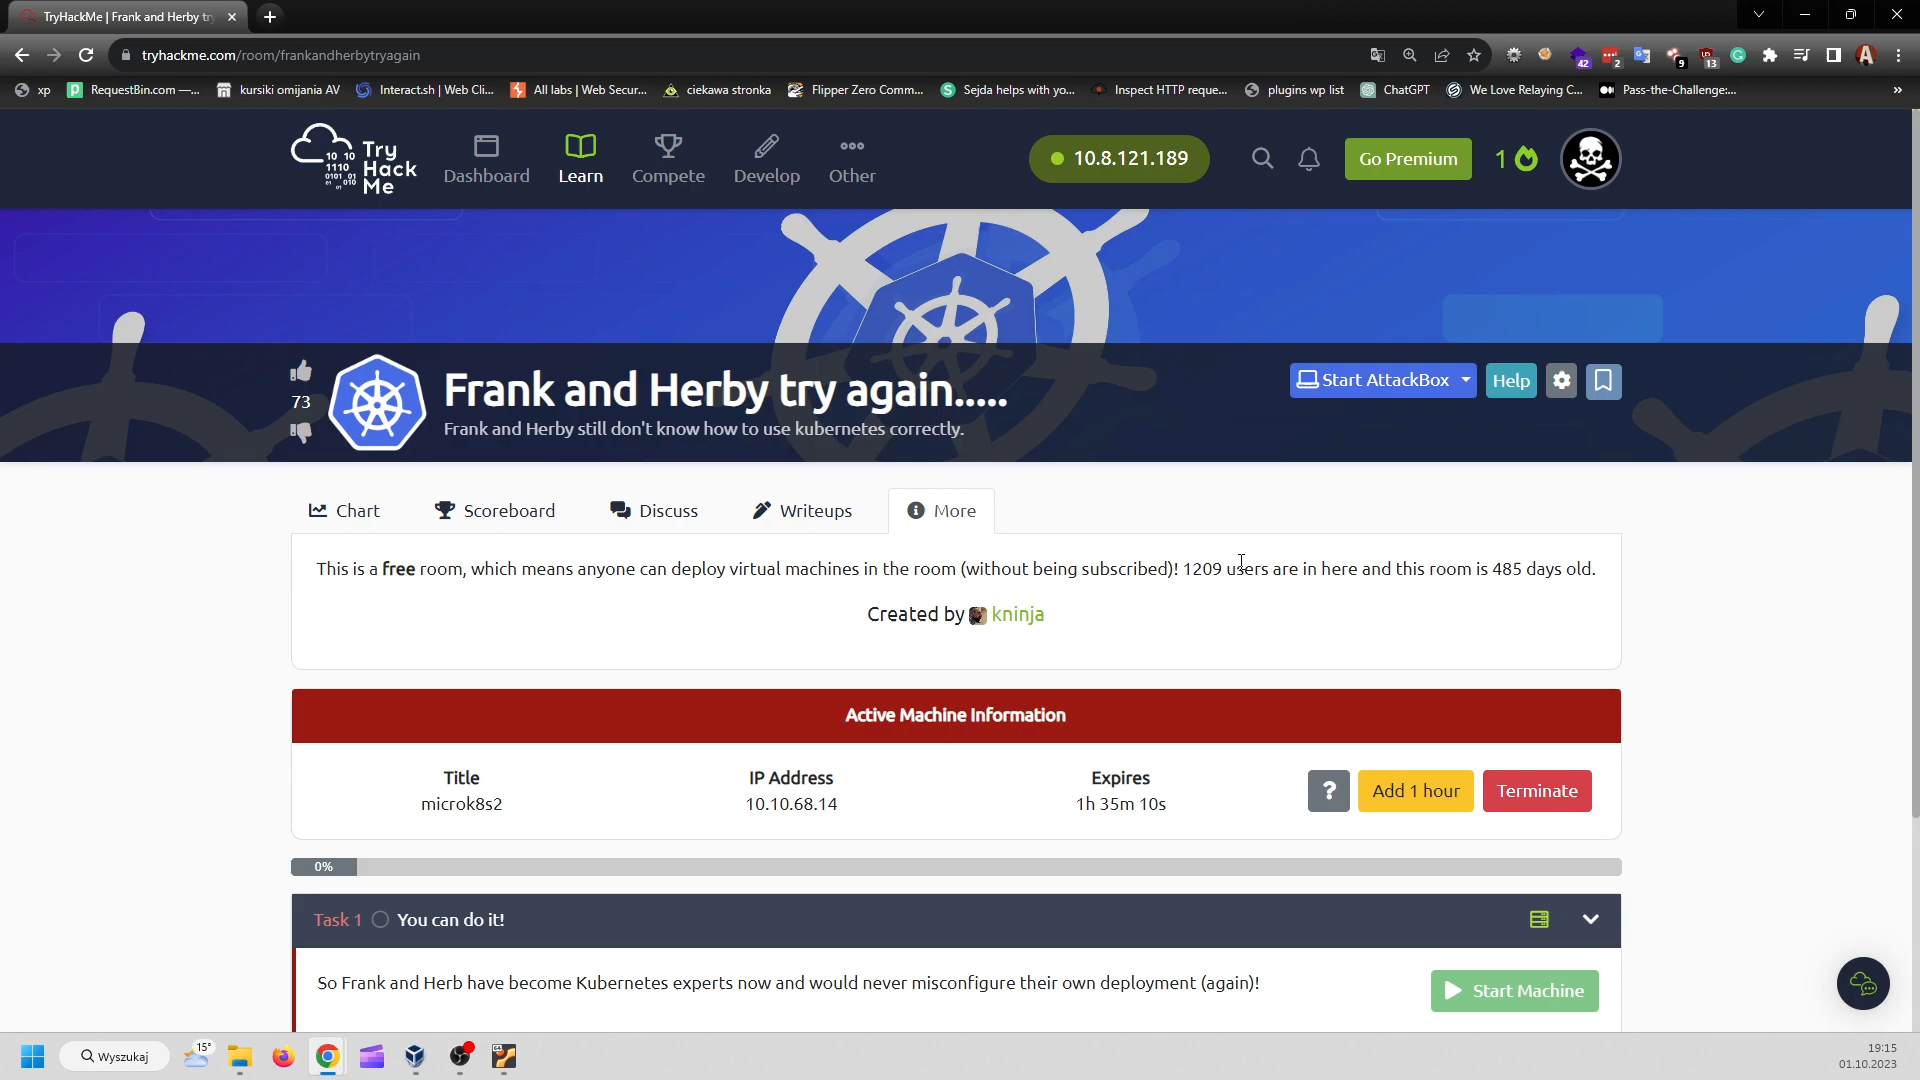 TryHackMe | Frank and Herby try
tryhackme.com/room/frankandherbytryagain
42
2
9
13
A
xp
RequestBin.com —...
kursiki omijania AV
Interact.sh | Web Cli...
All labs | Web Secur...
ciekawa stronka
Flipper Zero Comm...
Sejda helps with yo...
Inspect HTTP reque...
plugins wp list
ChatGPT
We Love Relaying C...
Pass-the-Challenge:...
»
Try
Hack
Me
Dashboard
Learn
Compete
Develop
Other
10.8.121.189
Go Premium
1
73
Frank and Herby try again.....
Frank and Herby still don't know how to use kubernetes correctly.
Start AttackBox
Help
Chart
Scoreboard
Discuss
Writeups
More
This is a free room, which means anyone can deploy virtual machines in the room (without being subscribed)! 1209 users are in here and this room is 485 days old.
Created by kninja
Active Machine Information
Title
microk8s2
IP Address
10.10.68.14
Expires
1h 35m 10s
?
Add 1 hour
Terminate
0%
Task 1
You can do it!
So Frank and Herb have become Kubernetes experts now and would never misconfigure their own deployment (again)!
Start Machine
Wyszukaj
15°
19:15
01.10.2023